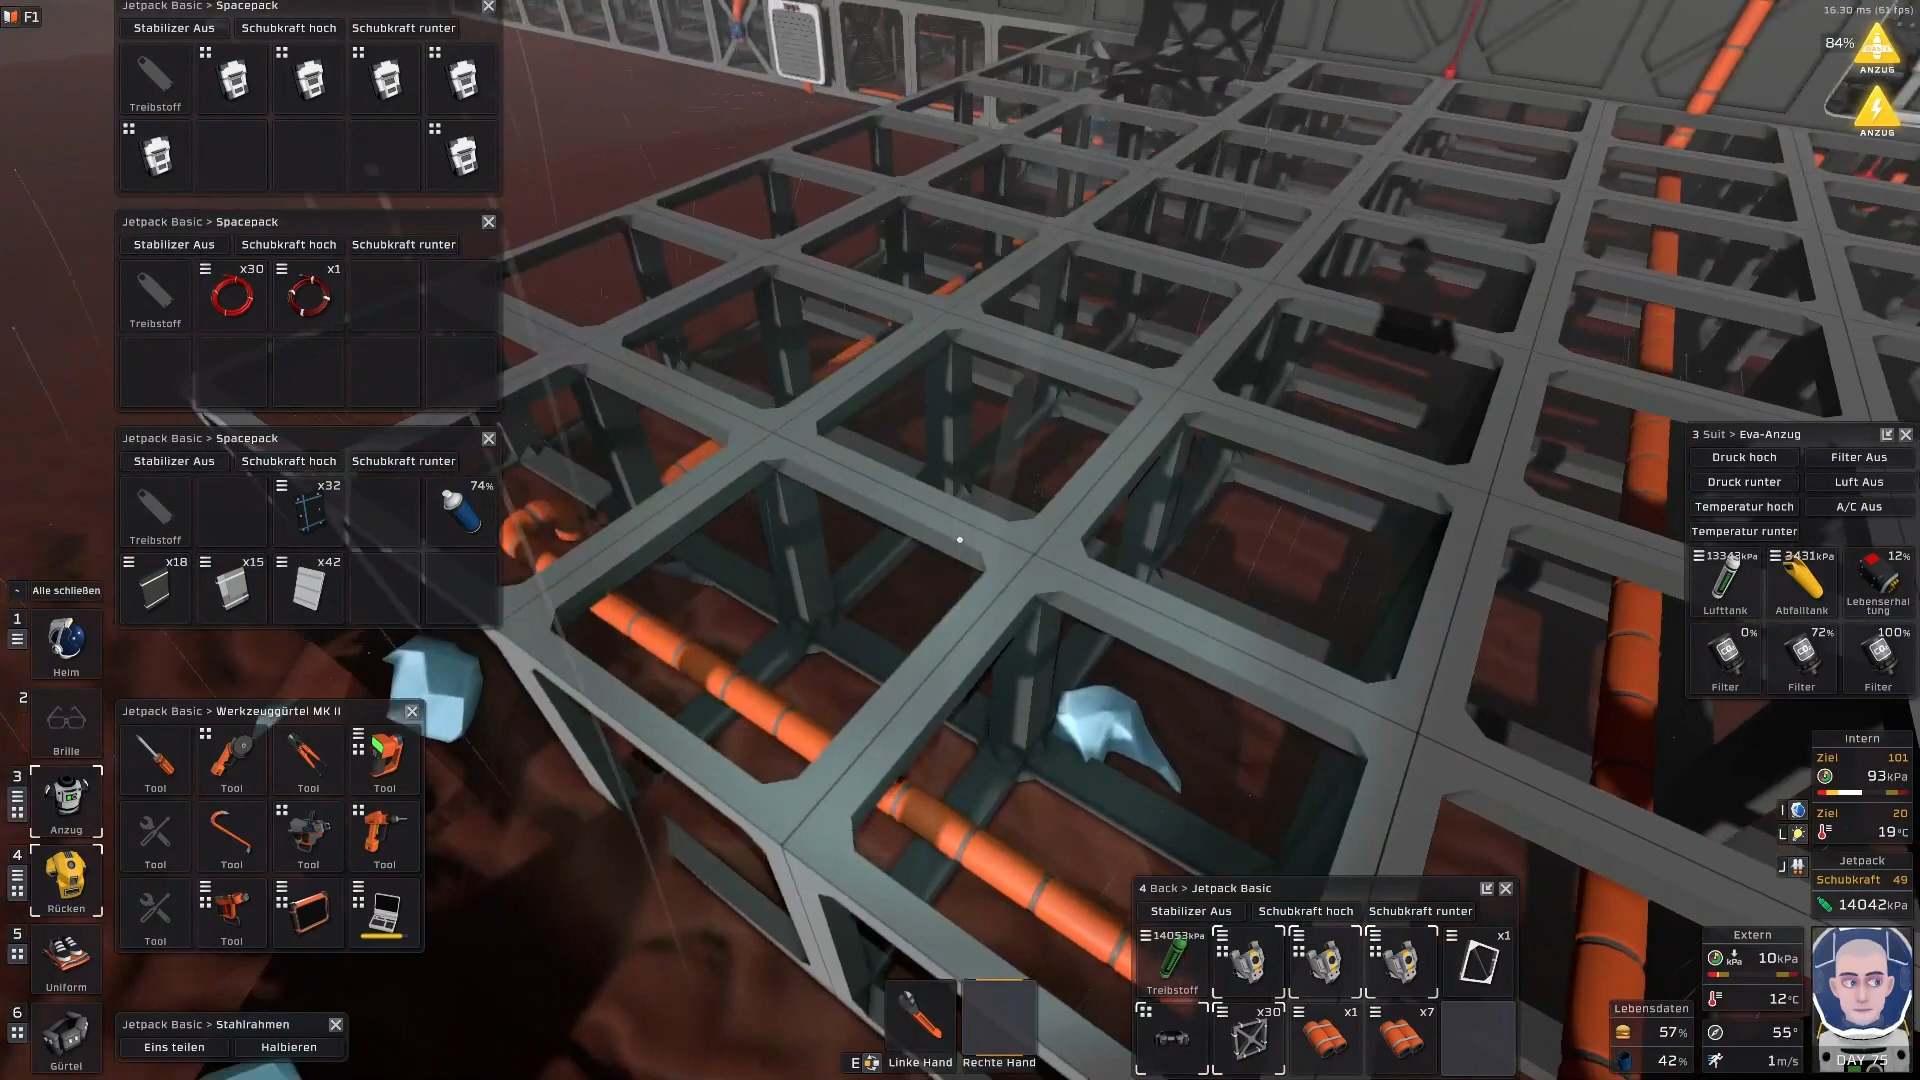 F1
Jetpack Basic > Spacepack
Stabilizer Aus
Schubkraft hoch
Schubkraft runter
Treibstoff
Jetpack Basic > Spacepack
Stabilizer Aus
Schubkraft hoch
Schubkraft runter
x30
x1
Treibstoff
Jetpack Basic > Spacepack
Stabilizer Aus
Schubkraft hoch
Schubkraft runter
x32
74%
Treibstoff
x18
x15
x42
~ Alle schließen
1
Helm
2
Brille
3
Anzug
4
Rücken
5
Uniform
6
Gürtel
Jetpack Basic > Werkzeuggürtel MK II
Tool
Tool
Tool
Tool
Tool
Tool
Tool
Tool
Tool
Tool
Tool
Jetpack Basic > Stahlrahmen
Eins teilen
Halbieren
E
Linke Hand
Rechte Hand
4 Back > Jetpack Basic
Stabilizer Aus
Schubkraft hoch
Schubkraft runter
14053kPa
x1
Treibstoff
x30
x1
x7
16.30 ms (61 fps)
84%
ANZUG
ANZUG
3 Suit > Eva-Anzug
Druck hoch
Filter Aus
Druck runter
Luft Aus
Temperatur hoch
A/C Aus
Temperatur runter
13343kPa
3431kPa
12%
Lufttank
Abfalltank
Lebenserhaltung
0%
72%
100%
Filter
Filter
Filter
Intern
Ziel 101
93kPa
Ziel 20
19°C
I
L
J
Jetpack
Schubkraft 49
14042kPa
Extern
kPa
10kPa
12°C
55°
1m/s
Lebensdaten
57%
42%
DAY 75